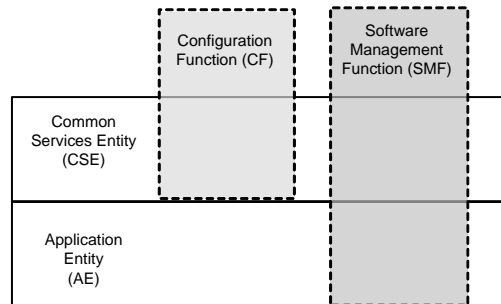 Configuration
Function (CF)
Software
Management
Function (SMF)
Common
Services Entity
(CSE)
Application
Entity
(AE)